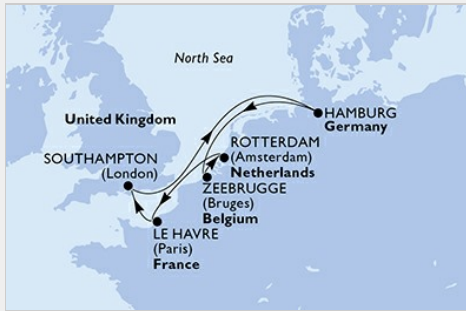 North Sea
HAMBURG
Germany
United Kingdom
ROTTERDAM
(Amsterdam)
Netherlands
SOUTHAMPTON
(London)
ZEEBRUGGE
(Bruges)
Belgium
LE HAVRE
(Paris)
France